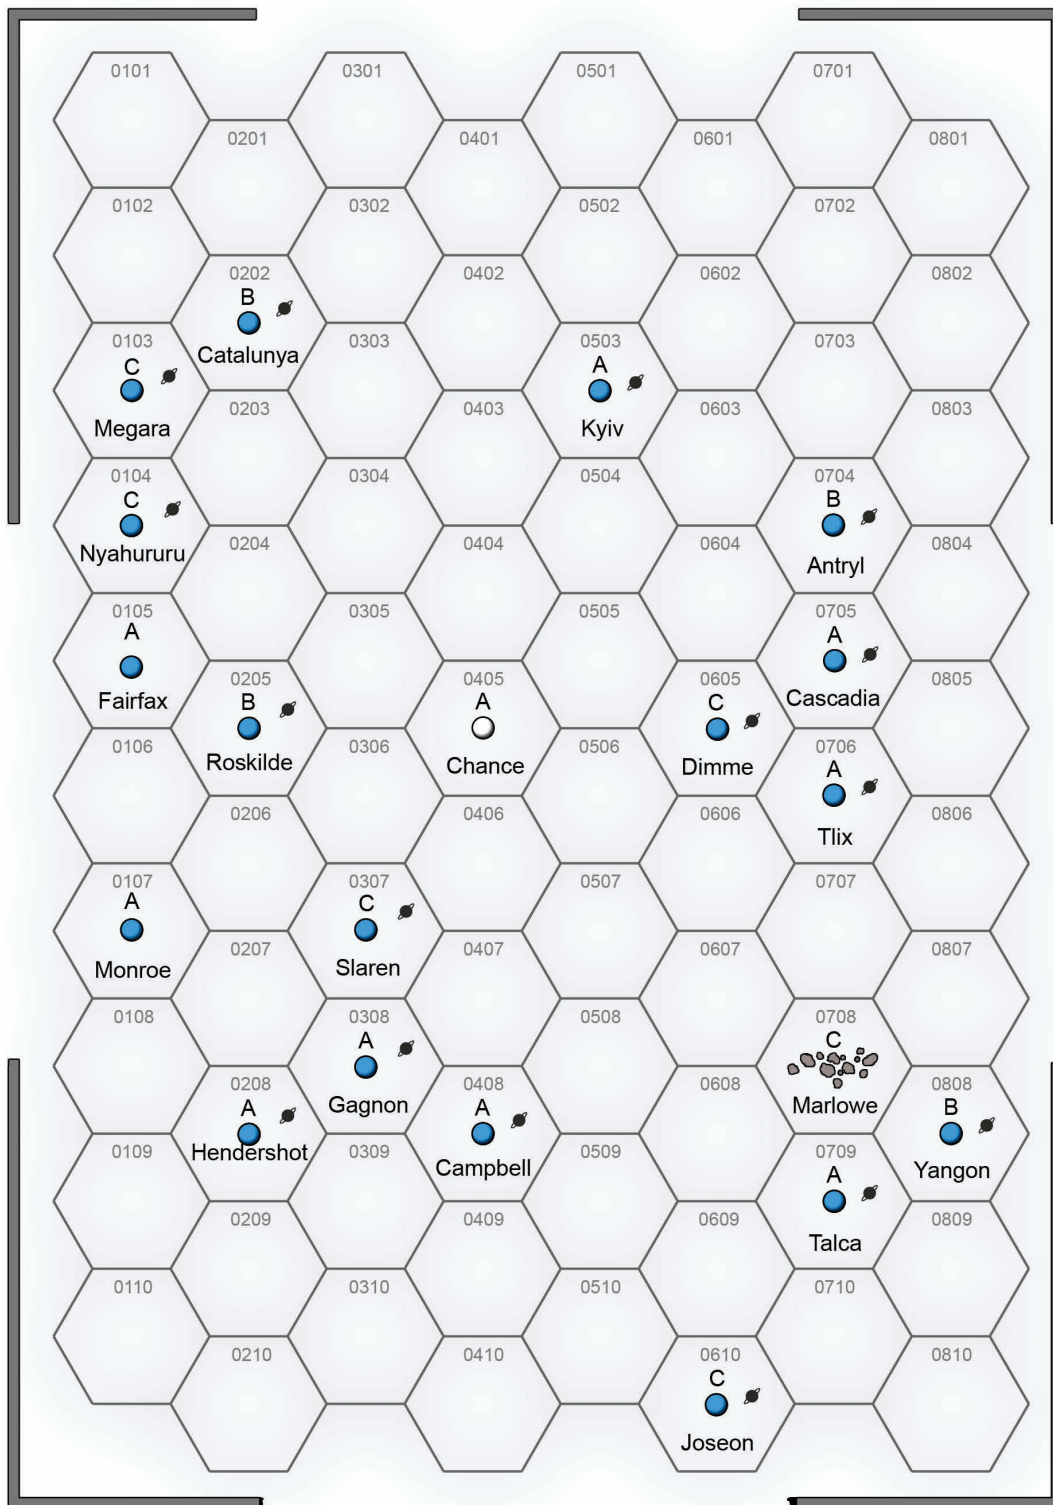 0101
0301
0501
0701
0201
0401
0601
0801
0102
0302
0502
0702
0202
B
Catalunya
0402
0602
0802
0103
C
Megara
0303
0503
A
Kyiv
0703
0203
0403
0603
0803
0104
C
Nyahururu
0304
0504
0704
B
Antryl
0204
0404
0604
0804
0105
A
Fairfax
0305
0505
0705
A
Cascadia
0205
B
Roskilde
0405
A
Chance
0605
C
Dimme
0805
0106
0306
0506
0706
A
Tlix
0206
0406
0606
0806
0107
A
Monroe
0307
C
Slaren
0507
0707
0207
0407
0607
0807
0108
0308
A
Gagnon
0508
0708
C
Marlowe
0208
A
Hendershot
0408
A
Campbell
0608
0808
B
Yangon
0109
0309
0509
0709
A
Talca
0209
0409
0609
0809
0110
0310
0510
0710
0210
0410
0610
C
Joseon
0810